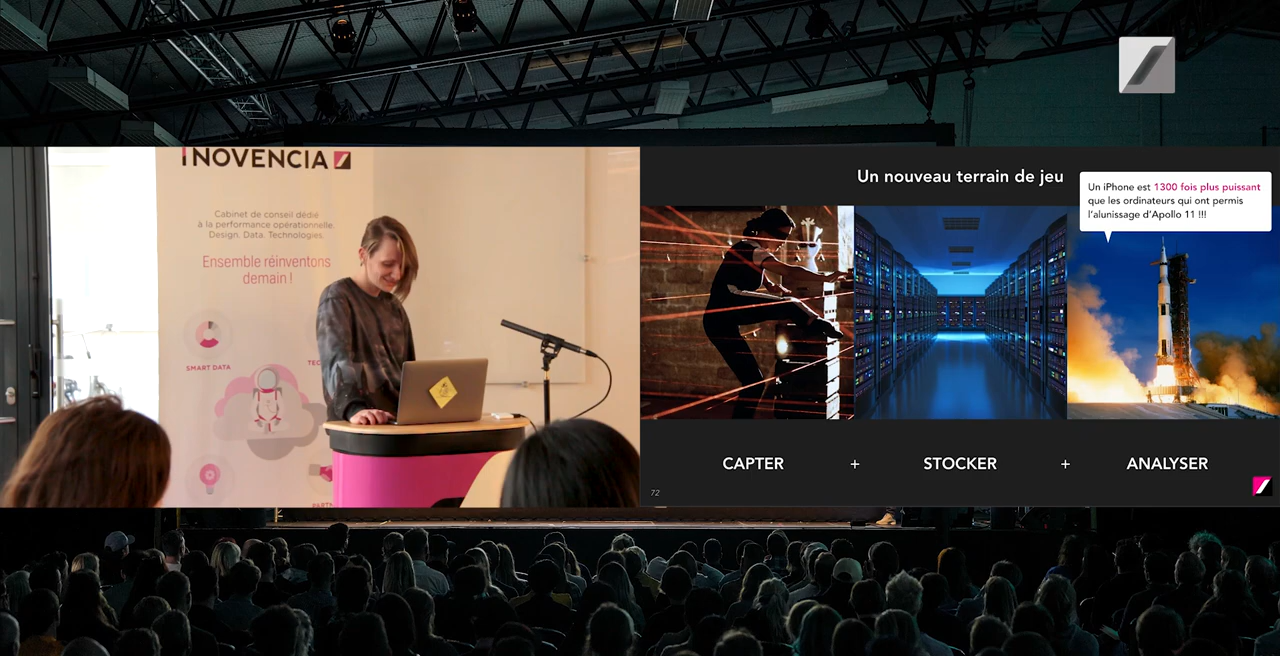 INOVENCIA
Cabinet de conseil dédié
à la performance opérationnelle.
Design. Data. Technologies.
Ensemble réinventons
demain !
SMART DATA
Un nouveau terrain de jeu
Un iPhone est 1300 fois plus puissant
que les ordinateurs qui ont permis
l'alunissage d'Apollo 11 !!!
CAPTER + STOCKER + ANALYSER
72